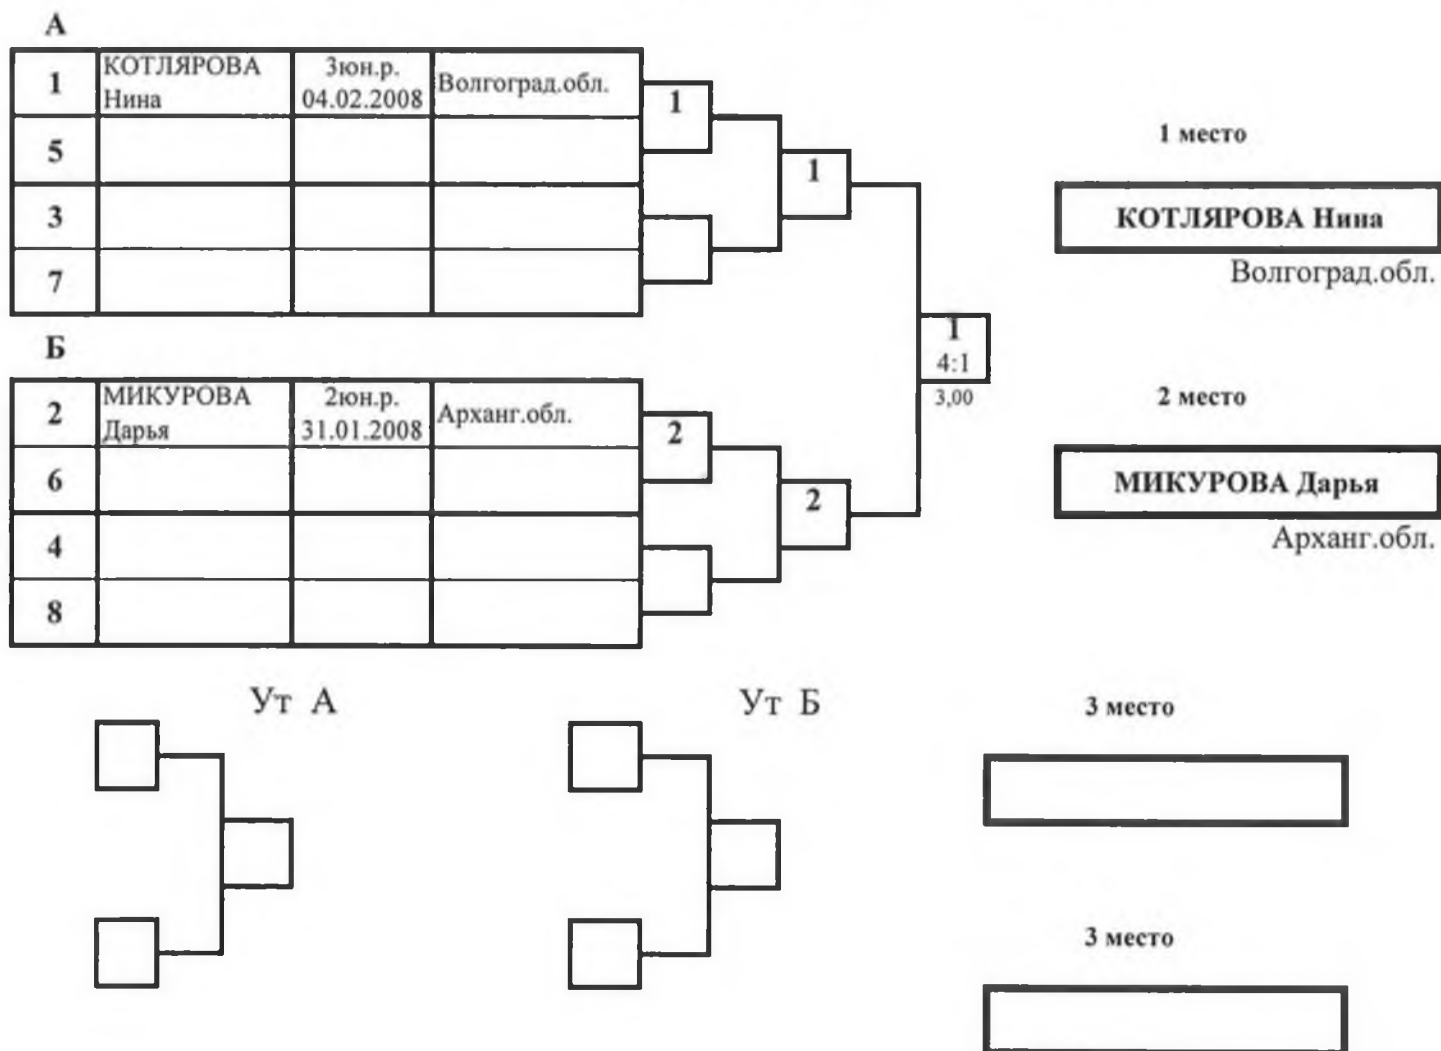 А
1 КОТЛЯРОВА Нина 3юн.р. 04.02.2008 Волгоград.обл.
5
3
7
1
1
1 место
КОТЛЯРОВА Нина
Волгоград.обл.
1
4:1
3,00
Б
2 МИКУРОВА Дарья 2юн.р. 31.01.2008 Арханг.обл.
6
4
8
2
2
2 место
МИКУРОВА Дарья
Арханг.обл.
Ут А
Ут Б
3 место
3 место